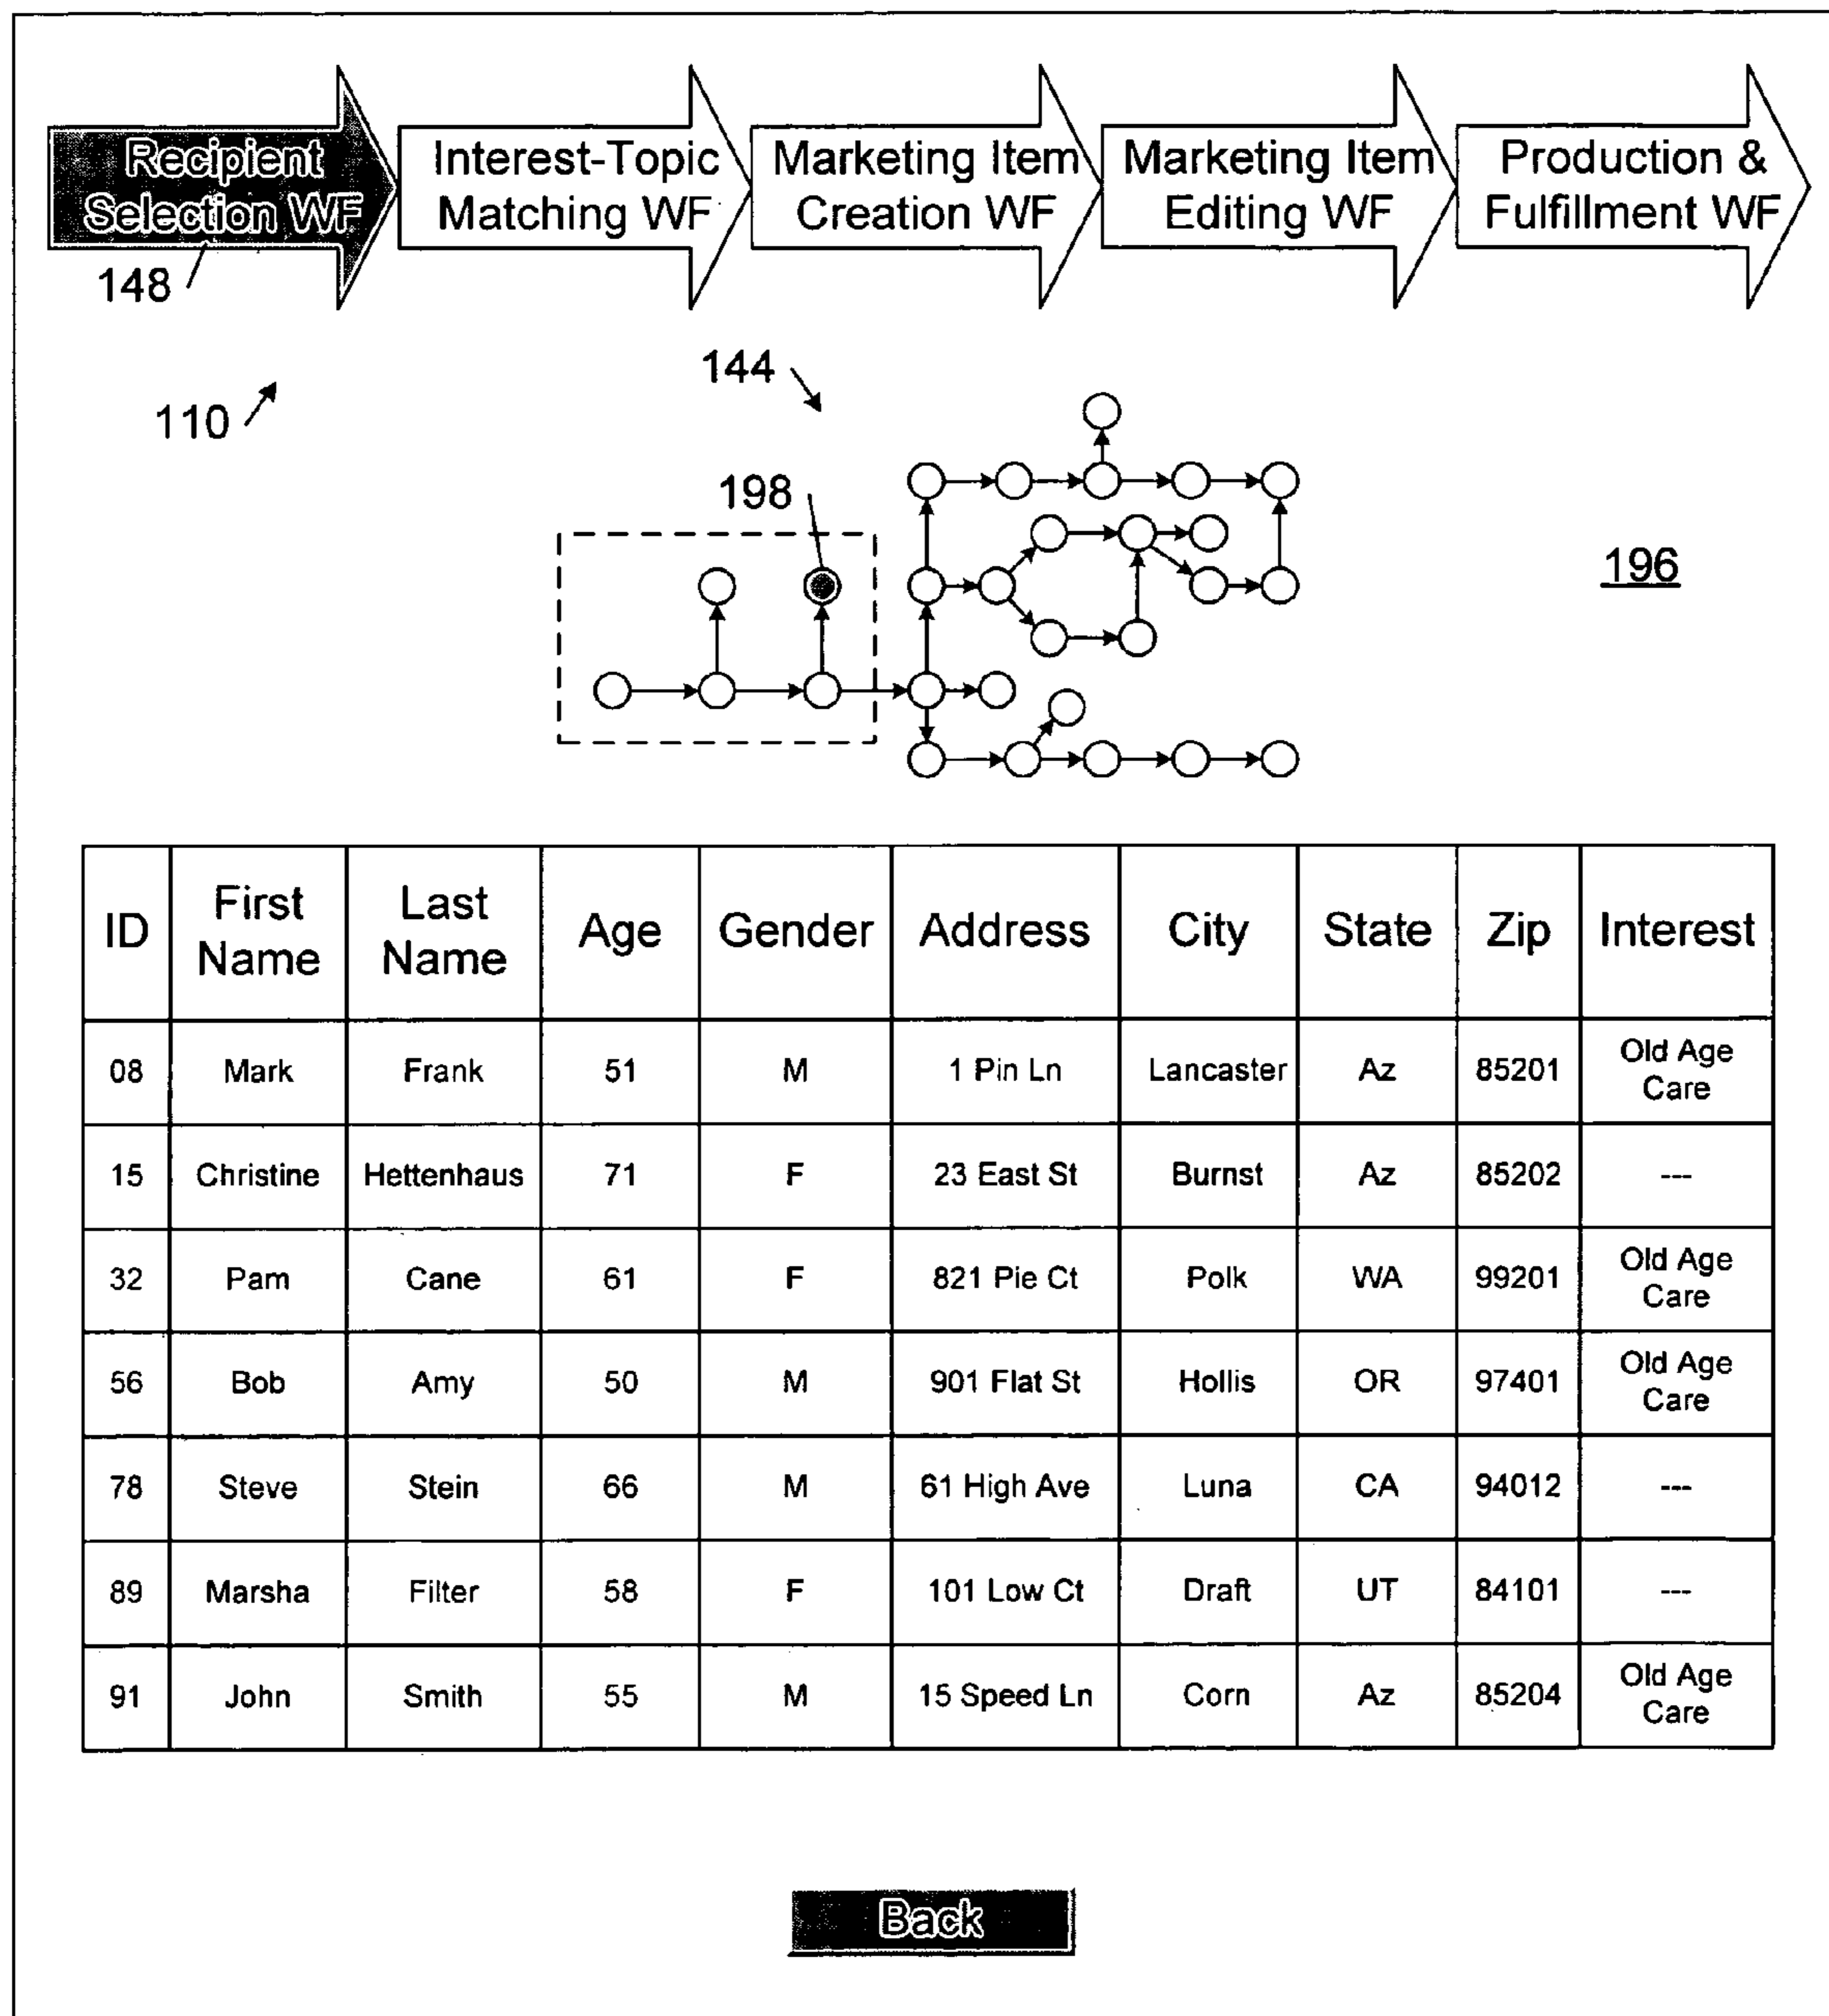 Recipient Selection WF
Interest-Topic Matching WF
Marketing Item Creation WF
Marketing Item Editing WF
Production & Fulfillment WF
148
110
144
198
196
ID First Name Last Name Age Gender Address City State Zip Interest
08 Mark Frank 51 M 1 Pin Ln Lancaster Az 85201 Old Age Care
15 Christine Hettenhaus 71 F 23 East St Burnst Az 85202 ---
32 Pam Cane 61 F 821 Pie Ct Polk WA 99201 Old Age Care
56 Bob Amy 50 M 901 Flat St Hollis OR 97401 Old Age Care
78 Steve Stein 66 M 61 High Ave Luna CA 94012 ---
89 Marsha Filter 58 F 101 Low Ct Draft UT 84101 ---
91 John Smith 55 M 15 Speed Ln Corn Az 85204 Old Age Care
Back